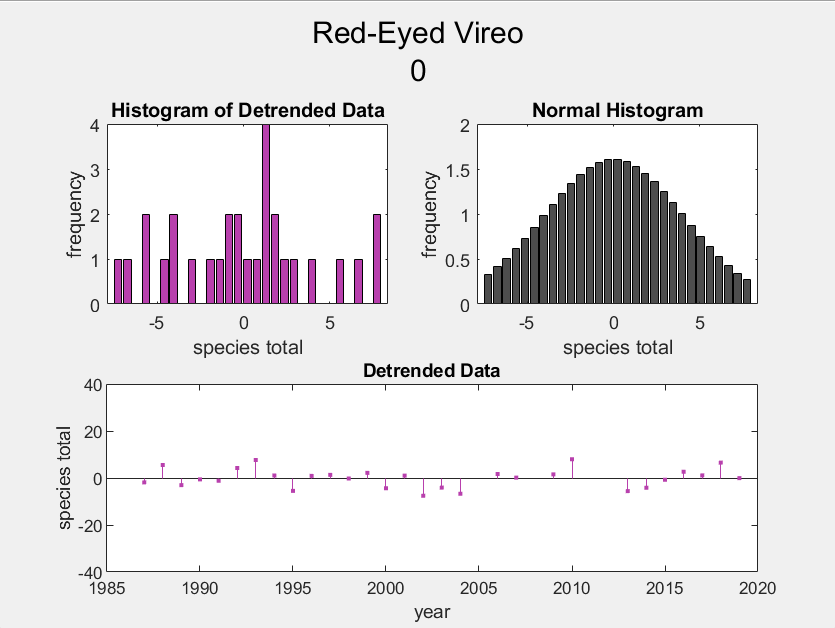 Red-Eyed Vireo
0
Histogram of Detrended Data
4
3
2
1
0
frequency
-5 0 5
species total
Normal Histogram
2
1.5
1
0.5
0
frequency
-5 0 5
species total
Detrended Data
40
20
0
-20
-40
species total
1985 1990 1995 2000 2005 2010 2015 2020
year